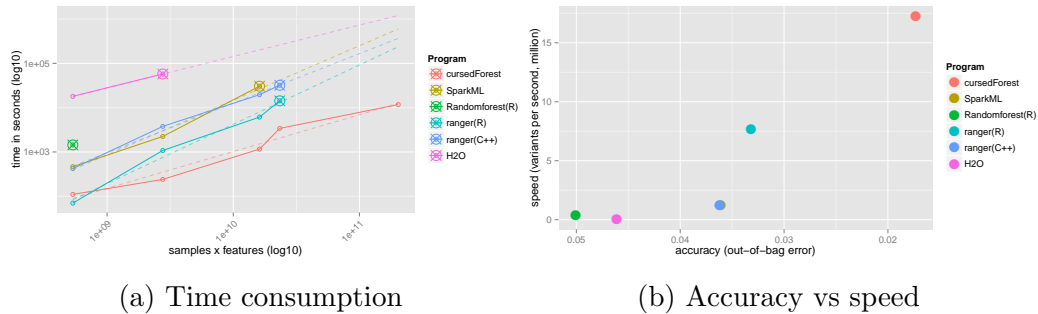 time in seconds (log10)
1e+05
1e+03
1e+09
1e+10
1e+11
samples x features (log10)
Program
cursedForest
SparkML
Randomforest(R)
ranger(R)
ranger(C++)
H2O
(a) Time consumption
speed (variants per second, million)
15
10
5
0
0.05
0.04
0.03
0.02
accuracy (out−of−bag error)
Program
cursedForest
SparkML
Randomforest(R)
ranger(R)
ranger(C++)
H2O
(b) Accuracy vs speed